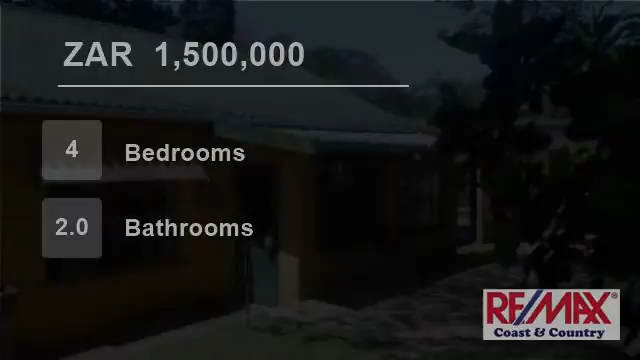 ZAR 1,500,000
4 Bedrooms
2.0 Bathrooms
RE/MAX®
Coast & Country